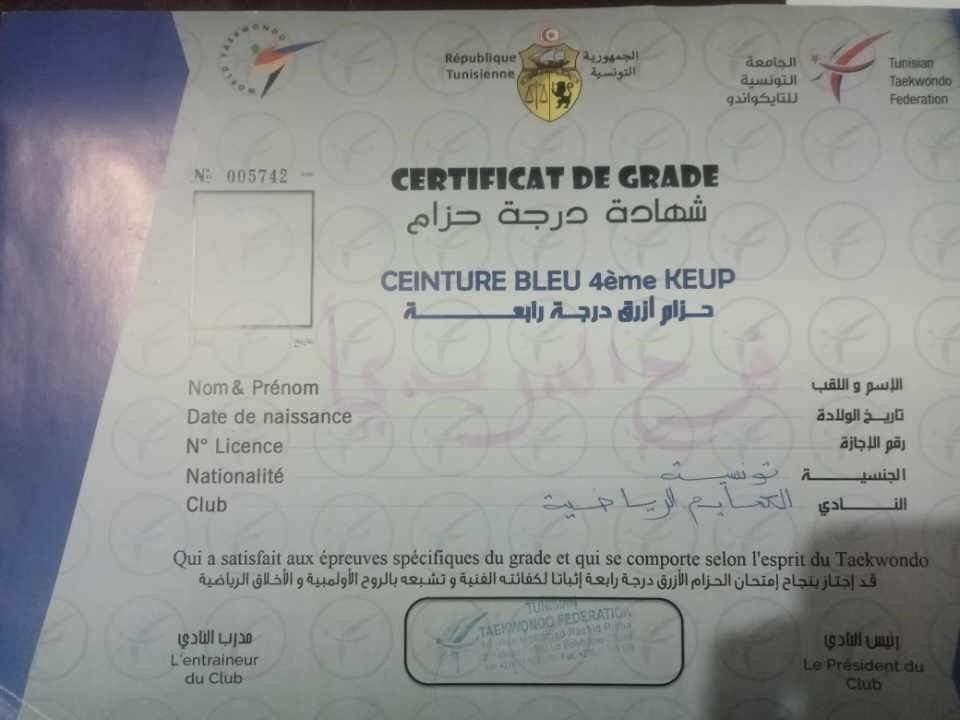 WORLD TAEKWONDO
République
Tunisienne
الجمهورية
التونسية
الجامعة
التونسية
للتايكواندو
Tunisian
Taekwondo
Federation
№ 005742
CERTIFICAT DE GRADE
شهادة درجة حزام
CEINTURE BLEU 4ème KEUP
حزام أزرق درجة رابعة
فرح
Nom & Prénom الإسم و اللقب
Date de naissance تاريخ الولادة
N° Licence رقم الإجازة
Nationalité تونسية الجنسية
Club الرياضية النادي
Qui a satisfait aux épreuves spécifiques du grade et qui se comporte selon l'esprit du Taekwondo
قد إجتاز بنجاح إمتحان الحزام الأزرق درجة رابعة إثباتا لكفائته الفنية و تشبعه بالروح الأولمبية و الأخلاق الرياضية
TUNISIAN
TAEKWONDO FEDERATION
مدرب النادي
L'entraineur
du Club
رئيس النادي
Le Président du
Club